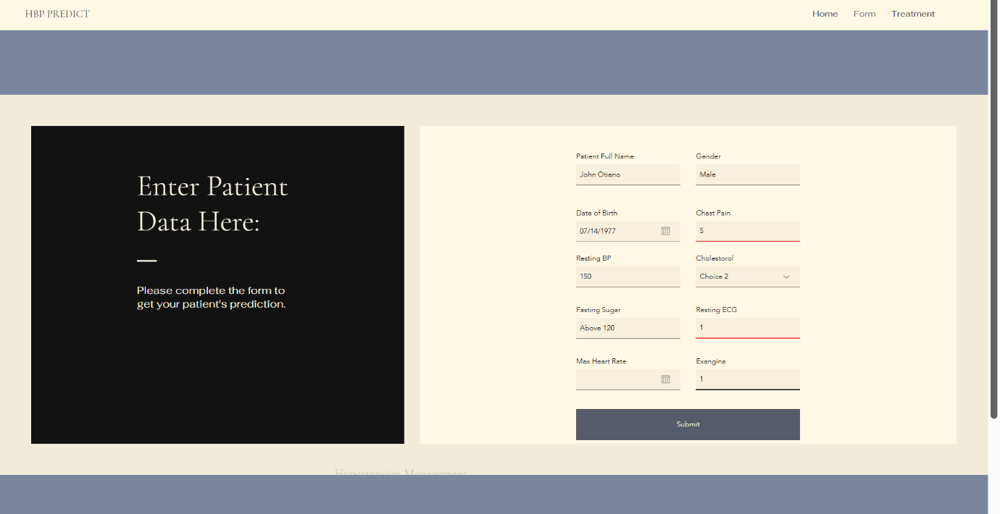 HBP PREDICT
Home Form Treatment
Enter Patient
Data Here:
Please complete the form to
get your patient's prediction.
Patient Full Name
John Otieno
Gender
Male
Date of Birth
07/14/1977
Chest Pain
5
Resting BP
150
Cholestorol
Choice 2
Fasting Sugar
Above 120
Resting ECG
1
Max Heart Rate
Exangina
1
Submit
Hypertension Management